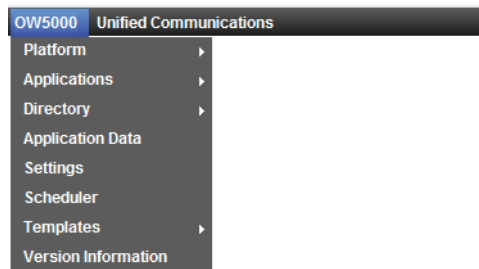 OW5000 Unified Communications
Platform
Applications
Directory
Application Data
Settings
Scheduler
Templates
Version Information